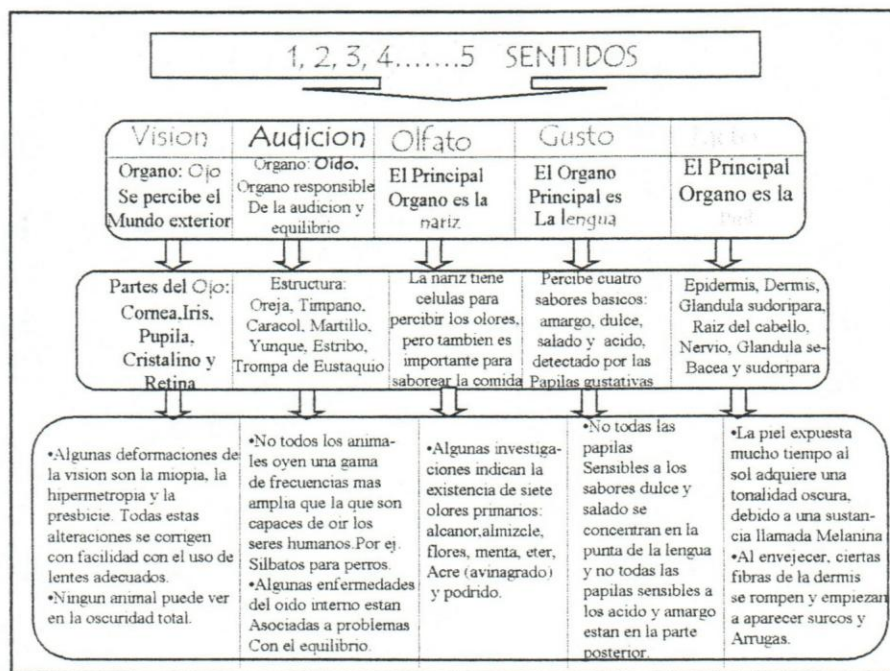 1, 2, 3, 4.......5 SENTIDOS
Vision
Organo: Ojo
Se percibe el
Mundo exterior
Audicion
Organo: Oido.
Organo responsible
De la audicion y
equilibrio
Olfato
El Principal
Organo es la
nariz
Gusto
El Organo
Principal es
La lengua
El Principal
Organo es la
Partes del Ojo:
Cornea,Iris,
Pupila,
Cristalino y
Retina
Estructura:
Oreja, Timpano,
Caracol, Martillo,
Yunque, Estribo,
Trompa de Eustaquio
La nariz tiene
celulas para
percibir los olores,
pero tambien es
importante para
saborear la comida
Percibe cuatro
sabores basicos:
amargo, dulce,
salado y acido,
detectado por las
Papilas gustativas
Epidermis, Dermis,
Glandula sudoripara,
Raiz del cabello,
Nervio, Glandula se-
Bacea y sudoripara
•Algunas deformaciones de
la vision son la miopia, la
hipermetropia y la
presbicie. Todas estas
alteraciones se corrigen
con facilidad con el uso de
lentes adecuados.
•Ningun animal puede ver
en la oscuridad total.
•No todos los anima-
les oyen una gama
de frecuencias mas
amplia que la que son
capaces de oir los
seres humanos.Por ej.
Silbatos para perros.
•Algunas enfermedades
del oido interno estan
Asociadas a problemas
Con el equilibrio.
•Algunas investiga-
ciones indican la
existencia de siete
olores primarios:
alcanor,almizcle,
flores, menta, eter,
Acre (avinagrado)
y podrido.
•No todas las
papilas
Sensibles a los
sabores dulce y
salado se
concentran en la
punta de la lengua
y no todas las
papilas sensibles a
los acido y amargo
estan en la parte
posterior.
•La piel expuesta
mucho tiempo al
sol adquiere una
tonalidad oscura,
debido a una sustan-
cia llamada Melanina
•Al envejecer, ciertas
fibras de la dermis
se rompen y empiezan
a aparecer surcos y
Arrugas.